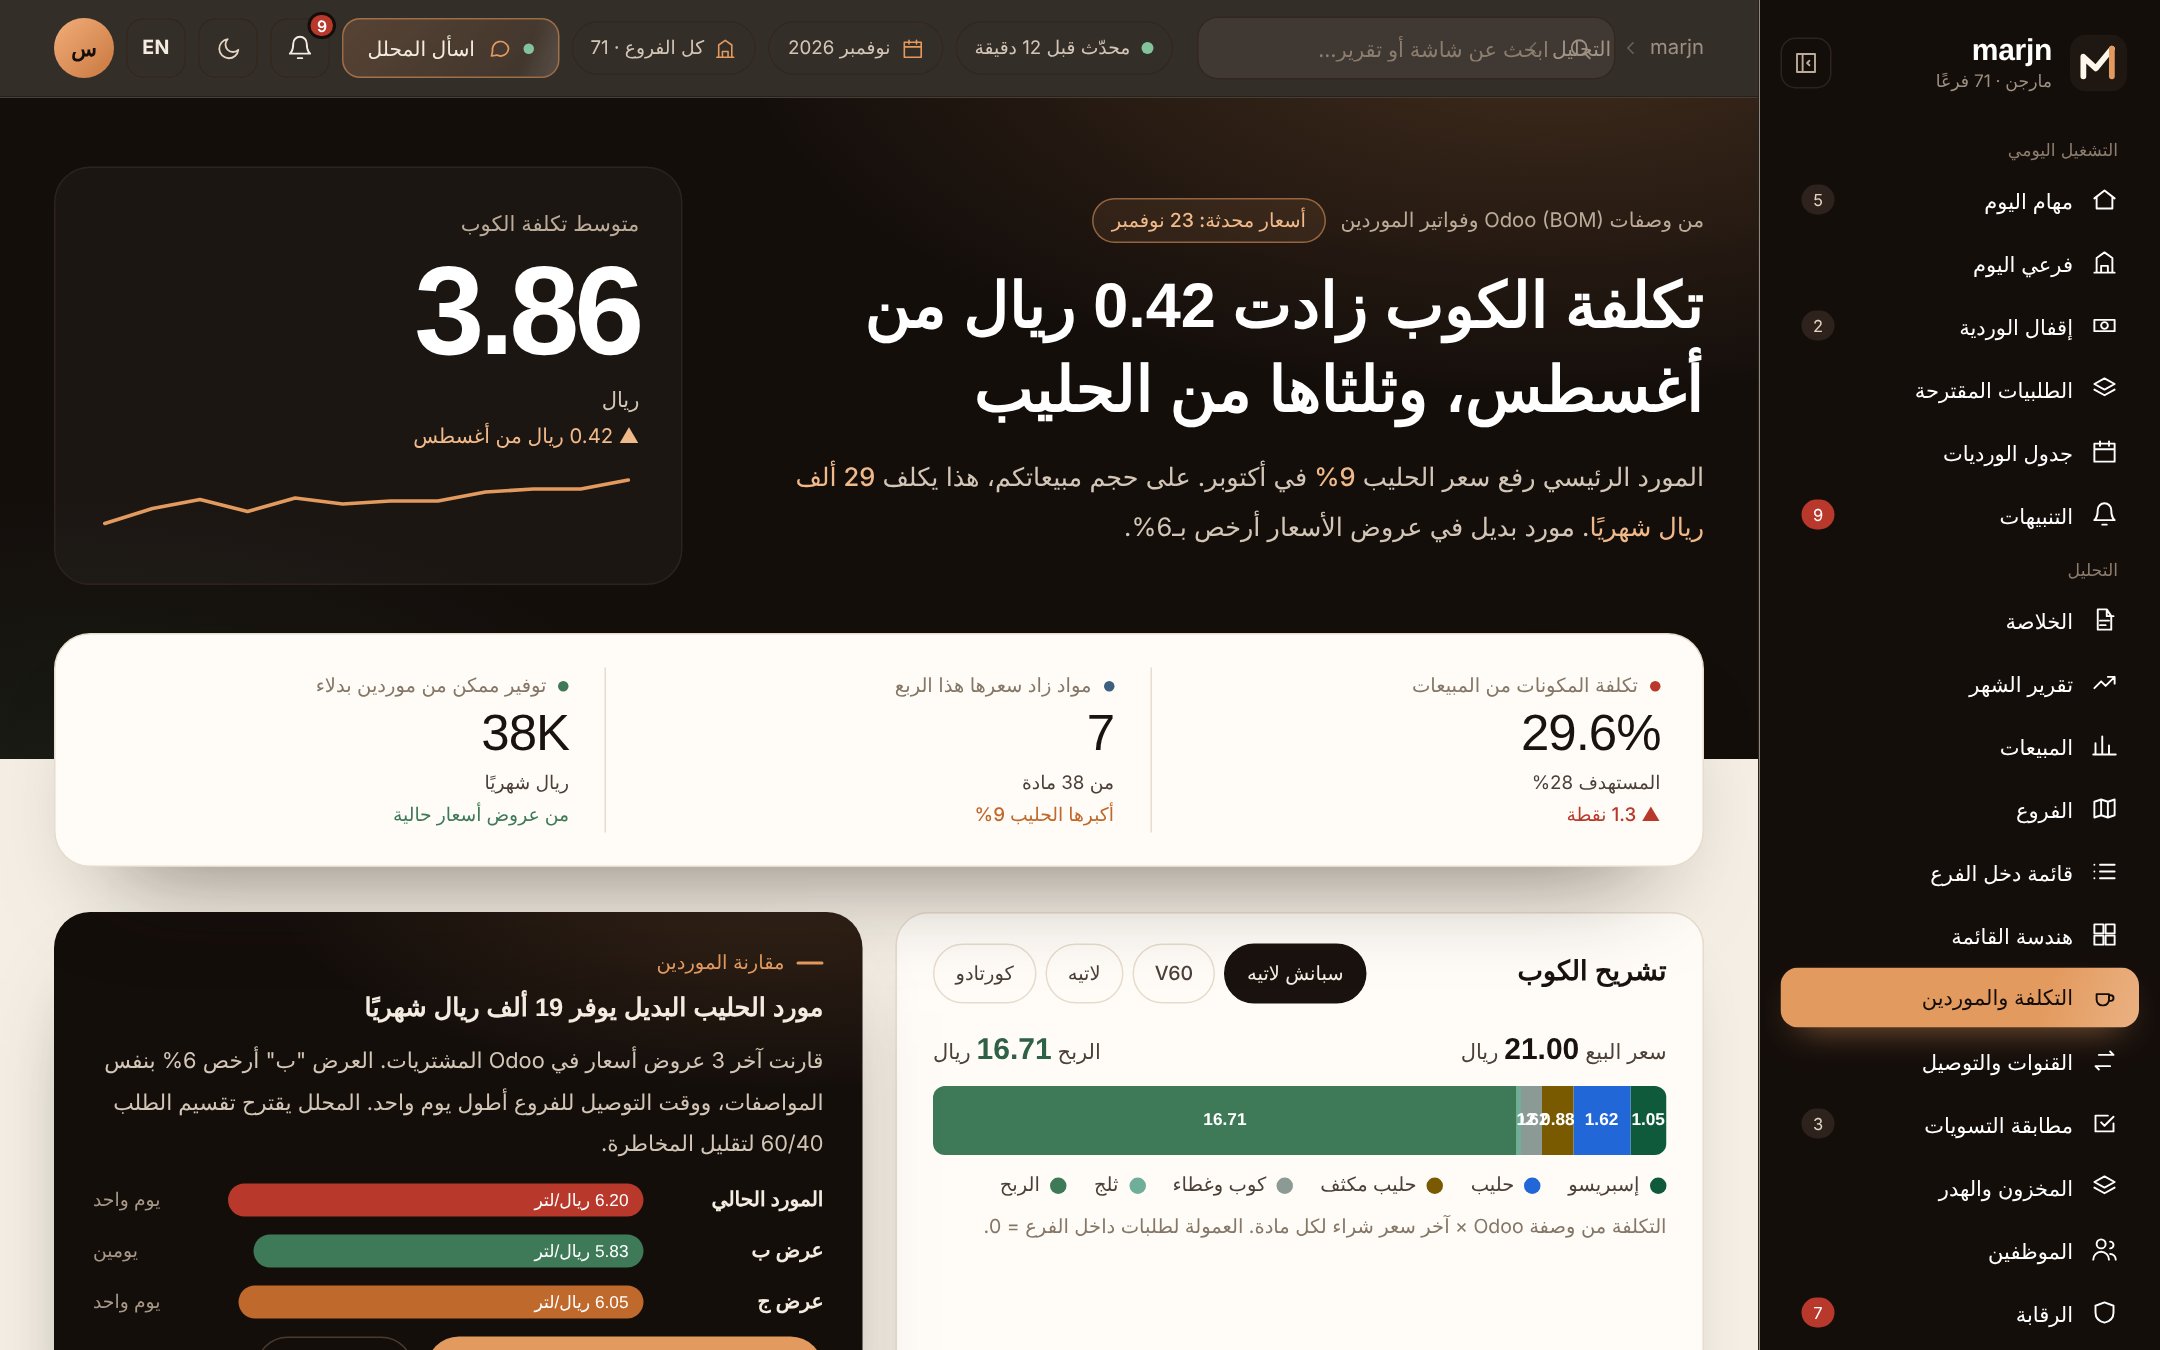 marjn
مارجن · 71 فرعًا
التشغيل اليومي
مهام اليوم 5
فرعي اليوم
إقفال الوردية 2
الطلبيات المقترحة
جدول الورديات
التنبيهات 9
التحليل
الخلاصة
تقرير الشهر
المبيعات
الفروع
قائمة دخل الفرع
هندسة القائمة
التكلفة والموردين
القنوات والتوصيل
مطابقة التسويات 3
المخزون والهدر
الموظفين
الرقابة 7
marjn
التحليل
ابحث عن شاشة أو تقرير...
محدّث قبل 12 دقيقة
نوفمبر 2026
كل الفروع · 71
اسأل المحلل
9
EN
س
من وصفات Odoo (BOM) وفواتير الموردين
أسعار محدثة: 23 نوفمبر
تكلفة الكوب زادت 0.42 ريال من
أغسطس، وثلثاها من الحليب
المورد الرئيسي رفع سعر الحليب 9% في أكتوبر. على حجم مبيعاتكم، هذا يكلف 29 ألف
ريال شهريًا. مورد بديل في عروض الأسعار أرخص بـ6%.
متوسط تكلفة الكوب
3.86
ريال
▲ 0.42 ريال من أغسطس
تكلفة المكونات من المبيعات
29.6%
المستهدف 28%
▲ 1.3 نقطة
مواد زاد سعرها هذا الربع
7
من 38 مادة
أكبرها الحليب 9%
توفير ممكن من موردين بدلاء
38K
ريال شهريًا
من عروض أسعار حالية
تشريح الكوب
سبانش لاتيه
V60
لاتيه
كورتادو
سعر البيع 21.00 ريال
الربح 16.71 ريال
1.05
1.62
0.88
16.71
إسبريسو
حليب
حليب مكثف
كوب وغطاء
ثلج
الربح
التكلفة من وصفة Odoo × آخر سعر شراء لكل مادة. العمولة لطلبات داخل الفرع = 0.
مقارنة الموردين
مورد الحليب البديل يوفر 19 ألف ريال شهريًا
قارنت آخر 3 عروض أسعار في Odoo المشتريات. العرض "ب" أرخص 6% بنفس
المواصفات، ووقت التوصيل للفروع أطول يوم واحد. المحلل يقترح تقسيم الطلب
60/40 لتقليل المخاطرة.
المورد الحالي 6.20 ريال/لتر يوم واحد
عرض ب 5.83 ريال/لتر يومين
عرض ج 6.05 ريال/لتر يوم واحد